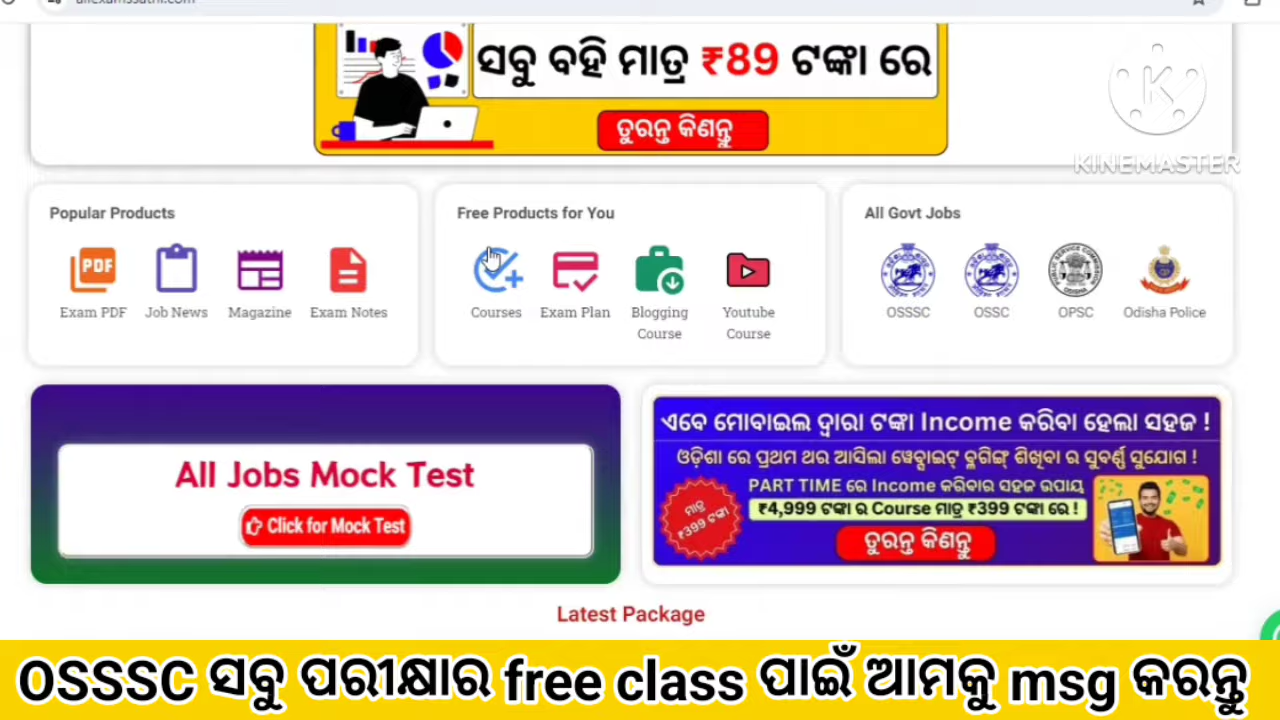 ସବୁ ବହି ମାତ୍ର ₹89 ଟଙ୍କା ରେ
ତୁରନ୍ତ କିଣନ୍ତୁ
KINEMASTER
Popular Products
PDF
Exam PDF
Job News
Magazine
Exam Notes
Free Products for You
Courses
Exam Plan
Blogging Course
Youtube Course
All Govt Jobs
OSSSC
OSSC
OPSC
Odisha Police
All Jobs Mock Test
Click for Mock Test
ଏବେ ମୋବାଇଲ ଦ୍ୱାରା ଟଙ୍କା Income କରିବା ହେଲା ସହଜ !
ଓଡ଼ିଶା ରେ ପ୍ରଥମ ଥର ଆସିଲା ୱେବ୍ସାଇଟ୍ ବ୍ଲଗିଙ୍ଗ୍ ଶିଖିବା ର ସୁବର୍ଣ୍ଣ ସୁଯୋଗ !
PART TIME ରେ Income କରିବାର ସହଜ ଉପାୟ
₹4,999 ଟଙ୍କା ର Course ମାତ୍ର ₹399 ଟଙ୍କା ରେ !
ମାତ୍ର
₹399 ଟଙ୍କା
ତୁରନ୍ତ କିଣନ୍ତୁ
Latest Package
OSSSC ସବୁ ପରୀକ୍ଷାର free class ପାଇଁ ଆମକୁ msg କରନ୍ତୁ